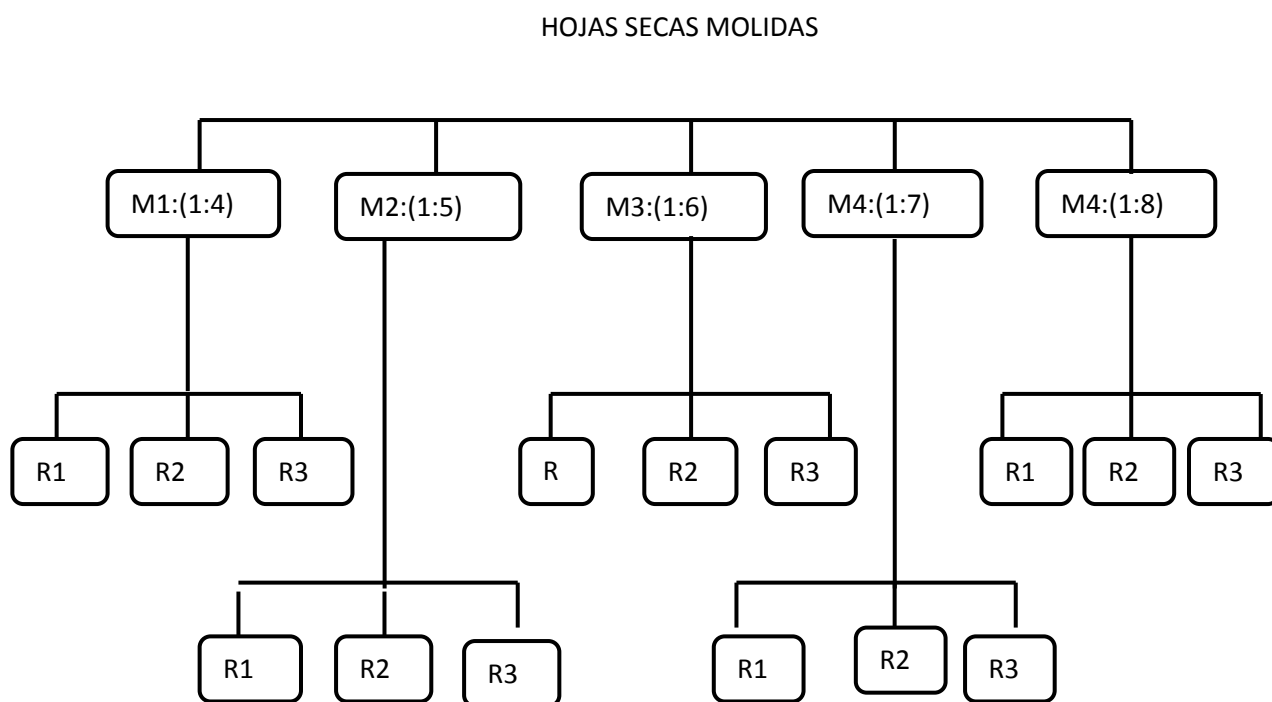 HOJAS SECAS MOLIDAS
M1:(1:4)
M2:(1:5)
M3:(1:6)
M4:(1:7)
M4:(1:8)
R1
R2
R3
R
R2
R3
R1
R2
R3
R1
R2
R3
R1
R2
R3